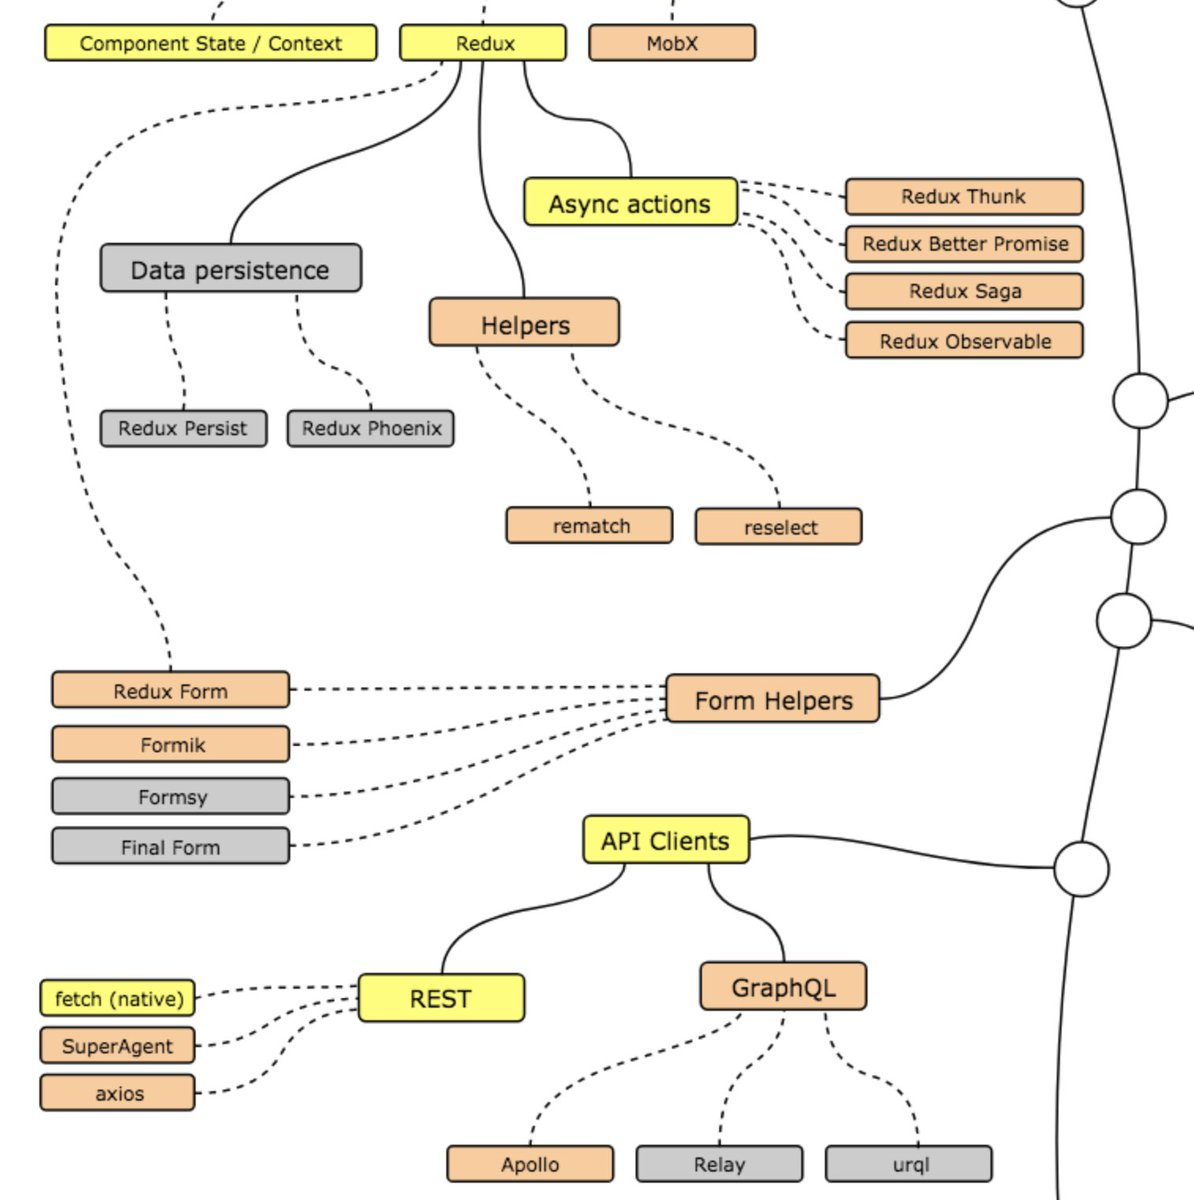 Component State / Context
Redux
MobX
Async actions
Redux Thunk
Redux Better Promise
Redux Saga
Redux Observable
Data persistence
Helpers
Redux Persist
Redux Phoenix
rematch
reselect
Redux Form
Formik
Formsy
Final Form
Form Helpers
API Clients
REST
GraphQL
fetch (native)
SuperAgent
axios
Apollo
Relay
urql